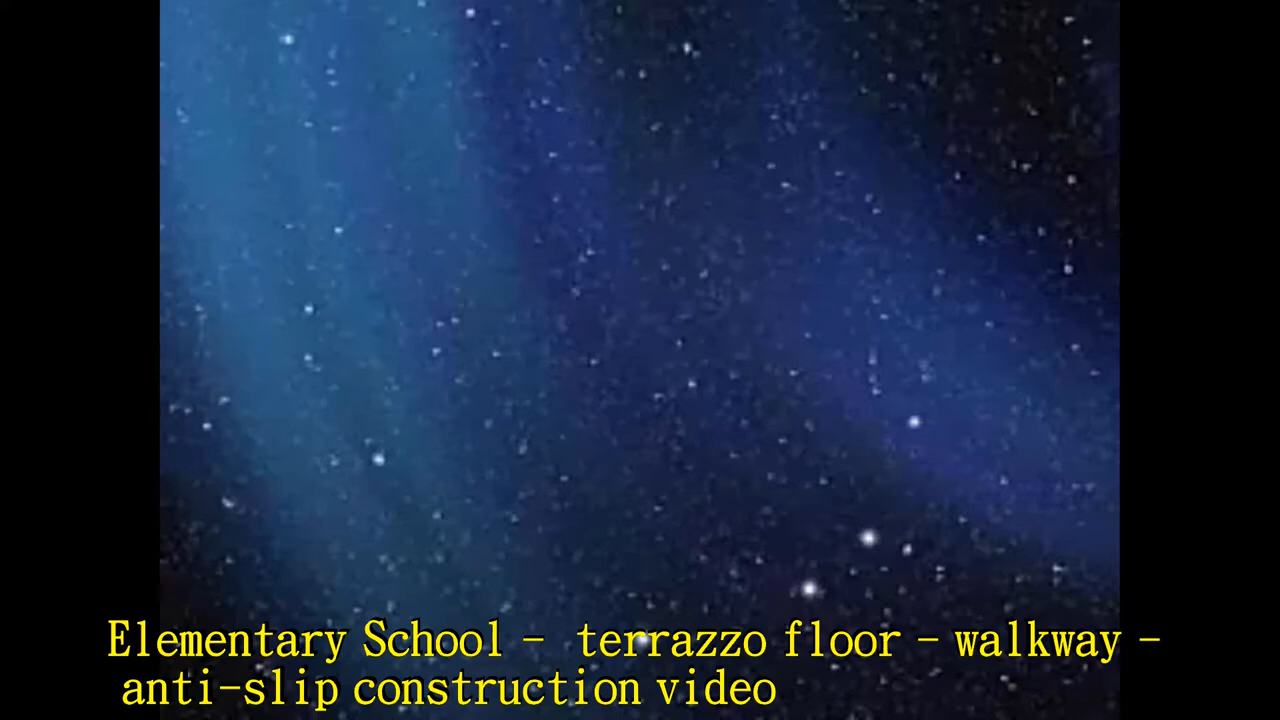 Elementary School - terrazzo floor - walkway -
anti-slip construction video